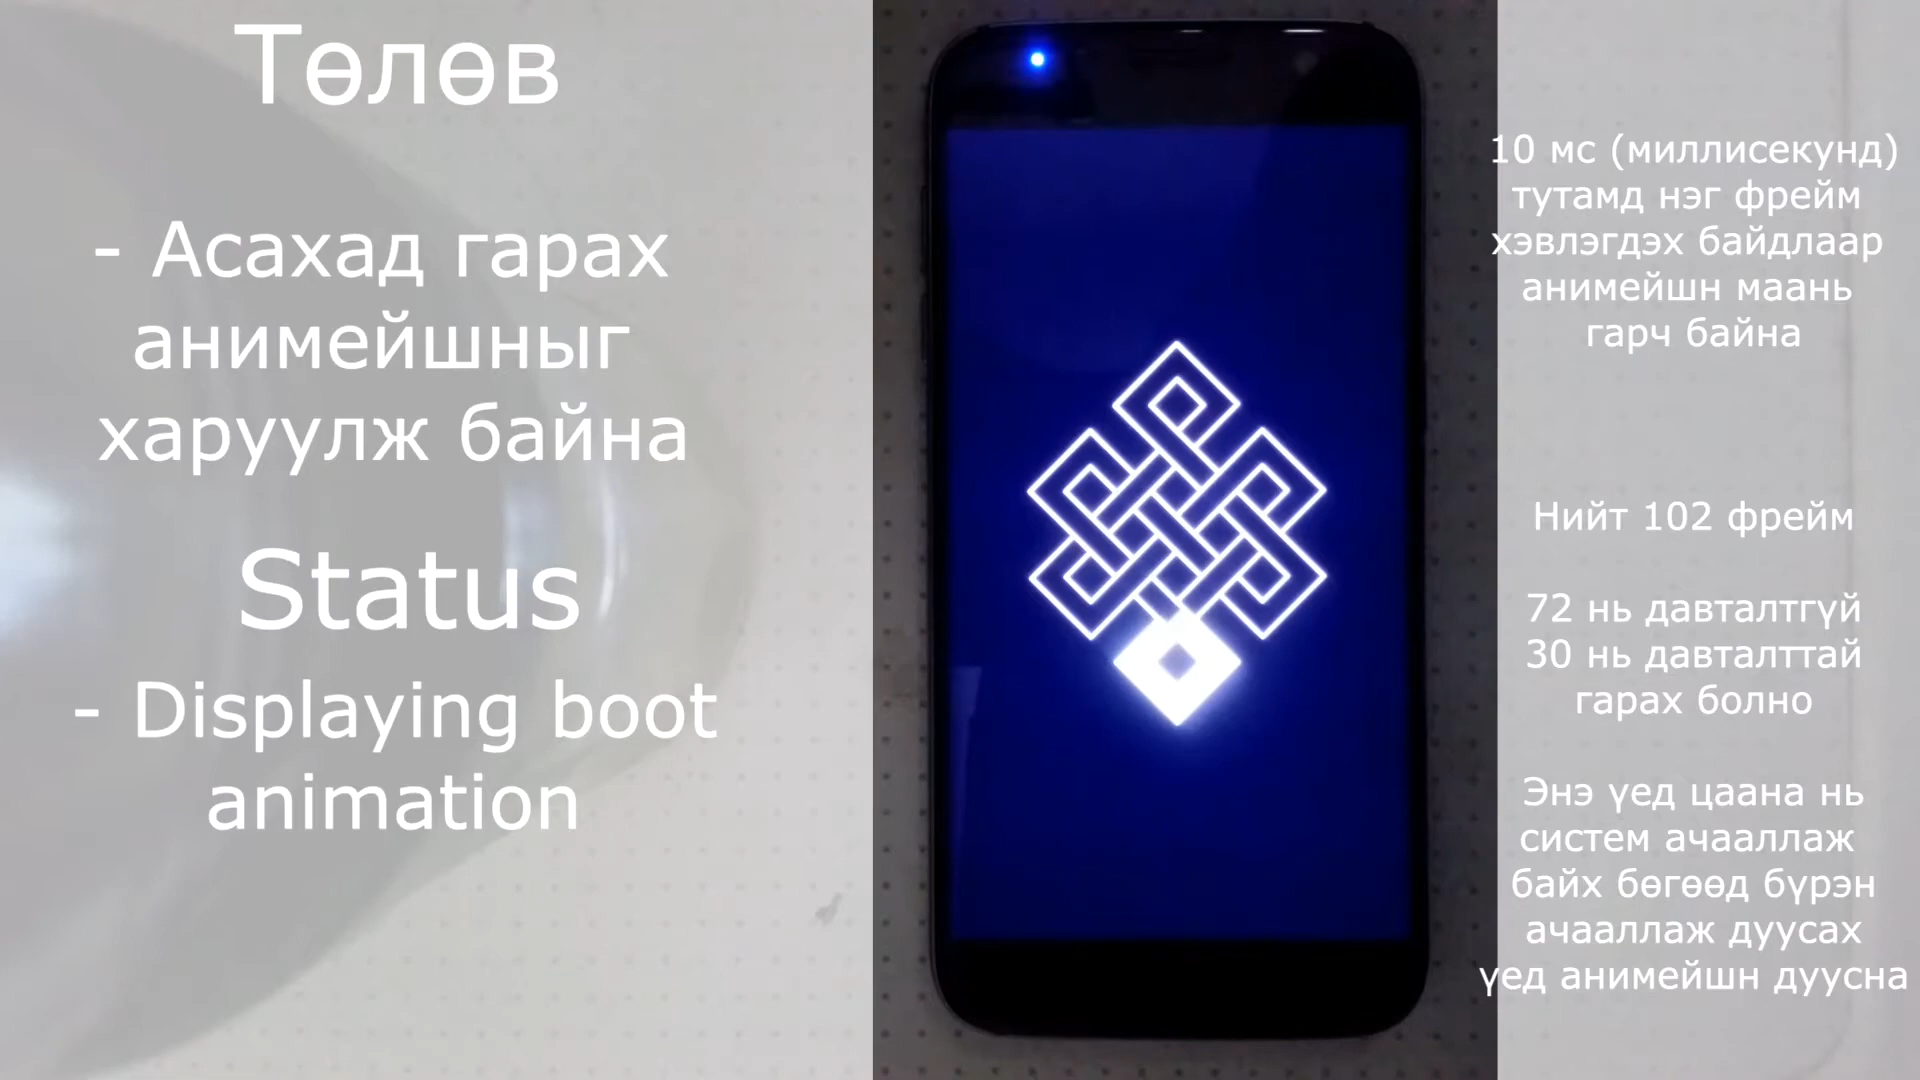 Төлөв
- Асахад гарах
анимейшныг
харуулж байна
Status
- Displaying boot
animation
10 мс (миллисекунд)
тутамд нэг фрейм
хэвлэгдэх байдлаар
анимейшн маань
гарч байна
Нийт 102 фрейм
72 нь давталтгүй
30 нь давталттай
гарах болно
Энэ үед цаана нь
систем ачааллаж
байх бөгөөд бүрэн
ачааллаж дуусах
үед анимейшн дуусна